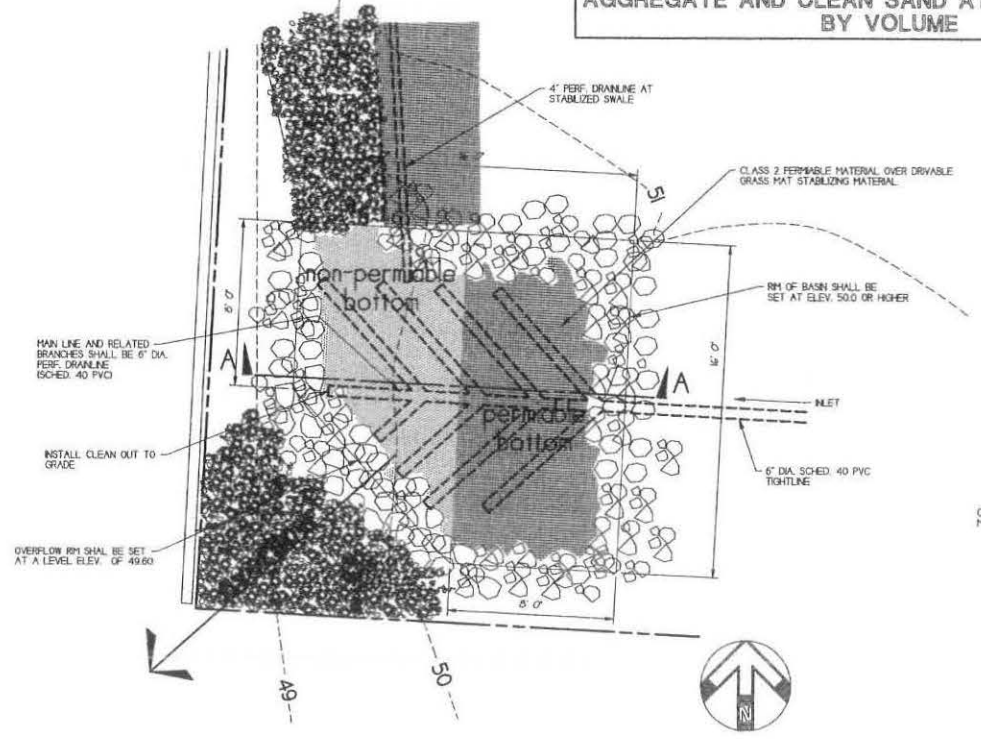 AGGREGATE AND CLEAN SAND AT
BY VOLUME
4" PERF. DRAINLINE AT
STABILIZED SWALE
CLASS 2 PERMIABLE MATERIAL OVER DRIVABLE
GRASS MAT STABILIZING MATERIAL
51
RIM OF BASIN SHALL BE
SET AT ELEV. 50.0 OR HIGHER
non-permiable
bottom
8' 0"
MAIN LINE AND RELATED
BRANCHES SHALL BE 6" DIA.
PERF. DRAINLINE
(SCHED. 40 PVC)
A
A
16' 0"
INLET
permiable
bottom
INSTALL CLEAN OUT TO
GRADE
6" DIA. SCHED. 40 PVC
TIGHTLINE
OVERFLOW RIM SHAL BE SET
AT A LEVEL ELEV. OF 49.60
8' 0"
49
50
N